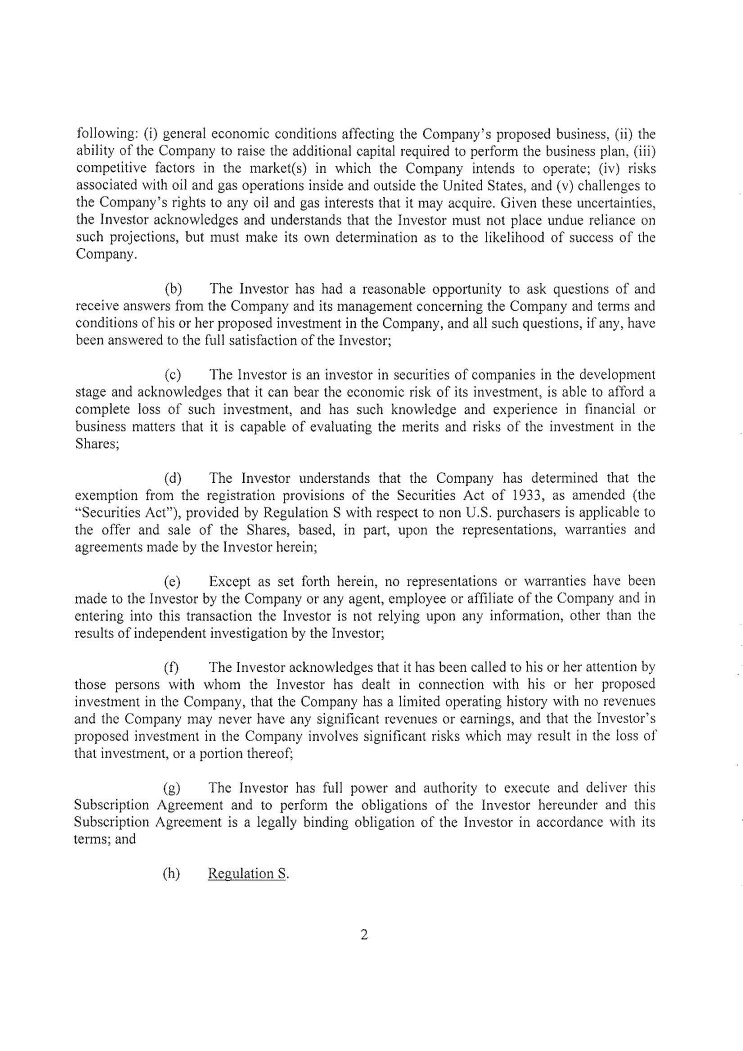 following: (i) general economic conditions affecting the Company's proposed business, (ii) the
ability of the Company to raise the additional capital required to perform the business plan, (iii)
competitive factors in the market(s) in which the Company intends to operate; (iv) risks
associated with oil and gas operations inside and outside the United States, and (v) challenges to
the Company's rights to any oil and gas interests that it may acquire. Given these uncertainties,
the Investor acknowledges and understands that the Investor must not place undue reliance on
such projections, but must make its own determination as to the likelihood of success of the
Company.
(b) The Investor has had a reasonable opportunity to ask questions of and
receive answers from the Company and its management concerning the Company and terms and
conditions of his or her proposed investment in the Company, and all such questions, if any, have
been answered to the full satisfaction of the Investor;
(c) The Investor is an investor in securities of companies in the development
stage and acknowledges that it can bear the economic risk of its investment, is able to afford a
complete loss of such investment, and has such knowledge and experience in financial or
business matters that it is capable of evaluating the merits and risks of the investment in the
Shares;
(d) The Investor understands that the Company has determined that the
exemption from the registration provisions of the Securities Act of 1933, as amended (the
“Securities Act”), provided by Regulation S with respect to non U.S. purchasers is applicable to
the offer and sale of the Shares, based, in part, upon the representations, warranties and
agreements made by the Investor herein;
(e) Except as set forth herein, no representations or warranties have been
made to the Investor by the Company or any agent, employee or affiliate of the Company and in
entering into this transaction the Investor is not relying upon any information, other than the
results of independent investigation by the Investor;
(f) The Investor acknowledges that it has been called to his or her attention by
those persons with whom the Investor has dealt in connection with his or her proposed
investment in the Company, that the Company has a limited operating history with no revenues
and the Company may never have any significant revenues or earnings, and that the Investor's
proposed investment in the Company involves significant risks which may result in the loss of
that investment, or a portion thereof;
(g) The Investor has full power and authority to execute and deliver this
Subscription Agreement and to perform the obligations of the Investor hereunder and this
Subscription Agreement is a legally binding obligation of the Investor in accordance with its
terms; and
(h) Regulation S.
2